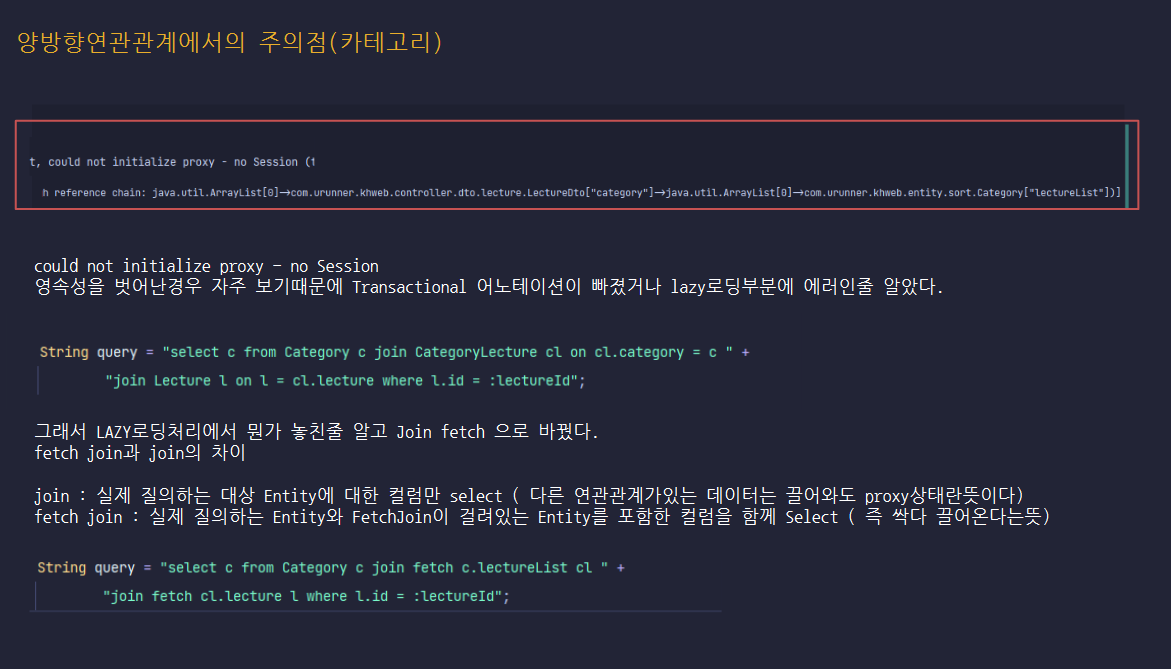 양방향연관관계에서의 주의점(카테고리)
t, could not initialize proxy - no Session (
h reference chain: java.util.ArrayList[0]→com.urunner.khweb.controller.dto.lecture.LectureDto["category"]→java.util.ArrayList[0]→com.urunner.khweb.entity.sort.Category["lectureList"])]
could not initialize proxy - no Session
영속성을 벗어난경우 자주 보기때문에 Transactional 어노테이션이 빠졌거나 lazy로딩부분에 에러인줄 알았다.
String query = "select c from Category c join CategoryLecture cl on cl.category = c " +
"join Lecture l on l = cl.lecture where l.id = :lectureId";
그래서 LAZY로딩처리에서 뭔가 놓친줄 알고 Join fetch 으로 바꿨다.
fetch join과 join의 차이
join : 실제 질의하는 대상 Entity에 대한 컬럼만 select ( 다른 연관관계가있는 데이터는 끌어와도 proxy상태란뜻이다)
fetch join : 실제 질의하는 Entity와 FetchJoin이 걸려있는 Entity를 포함한 컬럼을 함께 Select ( 즉 싹다 끌어온다는뜻)
String query = "select c from Category c join fetch c.lectureList cl " +
"join fetch cl.lecture l where l.id = :lectureId";